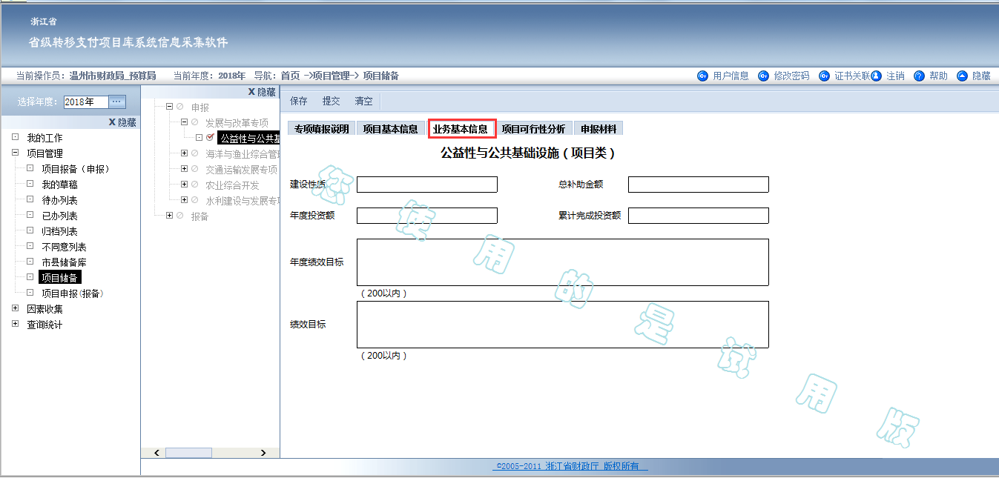 浙江省
省级转移支付项目库系统信息采集软件
当前操作员: 温州市财政局_预算局 当前年度: 2018年 导航: 首页 ->项目管理-> 项目储备 用户信息 修改密码 证书关联 注销 帮助 隐藏
选择年度: 2018年 ...
X 隐藏
我的工作
项目管理
项目报备（申报）
我的草稿
待办列表
已办列表
归档列表
不同意列表
市县储备库
项目储备
项目申报(报备)
因素收集
查询统计
X 隐藏
申报
发展与改革专项
公益性与公共基
海洋与渔业综合管
交通运输发展专项
农业综合开发
水利建设与发展专
报备
保存 提交 清空
专项填报说明 项目基本信息 业务基本信息 项目可行性分析 申报材料
公益性与公共基础设施（项目类）
建设性质 总补助金额
年度投资额 累计完成投资额
年度绩效目标
（200以内）
绩效目标
（200以内）
您使用的是试用版
©2005-2011 浙江省财政厅 版权所有